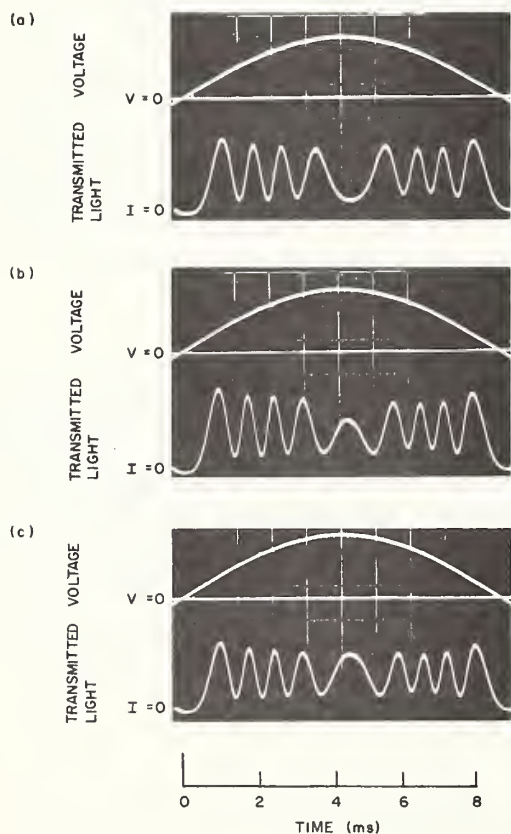 (a)
VOLTAGE
V = 0
TRANSMITTED
LIGHT
I = 0
(b)
VOLTAGE
V = 0
TRANSMITTED
LIGHT
I = 0
(c)
VOLTAGE
V = 0
TRANSMITTED
LIGHT
I = 0
0 2 4 6 8
TIME (ms)